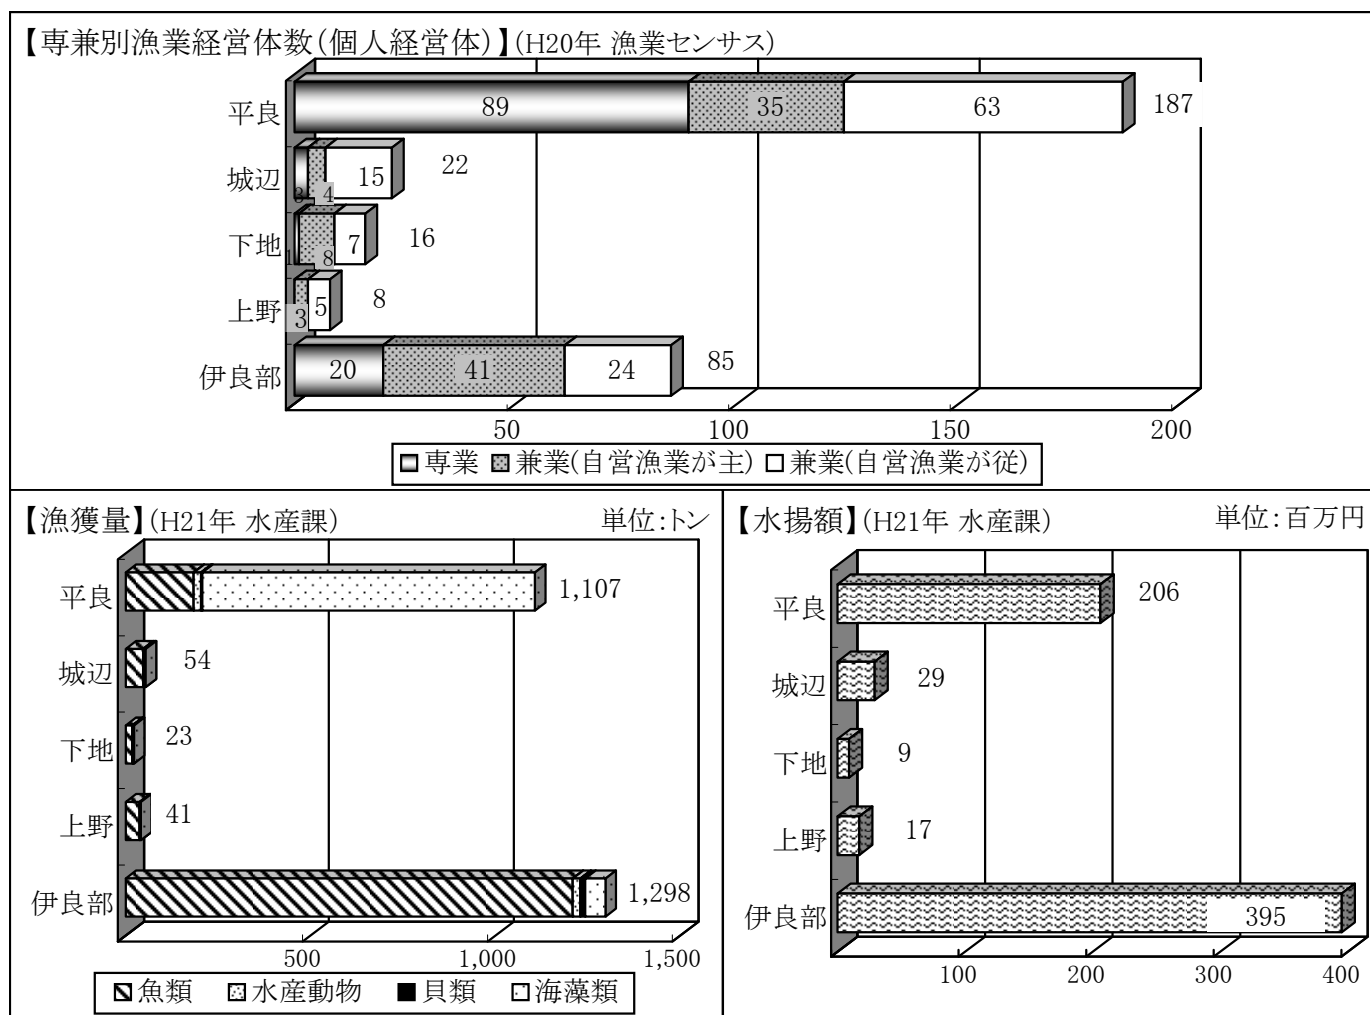 【専兼別漁業経営体数(個人経営体)】(H20年 漁業センサス)
平良 89 35 63 187
城辺 3 4 15 22
下地 1 8 7 16
上野 3 5 8
伊良部 20 41 24 85
50 100 150 200
専業 兼業(自営漁業が主) 兼業(自営漁業が従)
【漁獲量】(H21年 水産課) 単位:トン
平良 1,107
城辺 54
下地 23
上野 41
伊良部 1,298
500 1,000 1,500
魚類 水産動物 貝類 海藻類
【水揚額】(H21年 水産課) 単位:百万円
平良 206
城辺 29
下地 9
上野 17
伊良部 395
100 200 300 400